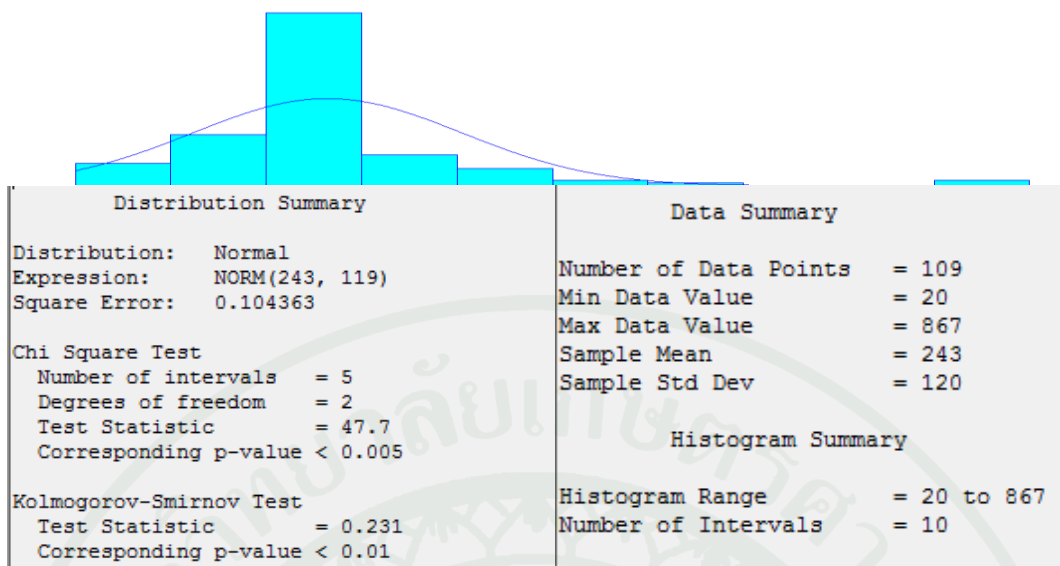 Distribution Summary
Distribution: Normal
Expression: NORM(243, 119)
Square Error: 0.104363
Chi Square Test
Number of intervals = 5
Degrees of freedom = 2
Test Statistic = 47.7
Corresponding p-value < 0.005
Kolmogorov-Smirnov Test
Test Statistic = 0.231
Corresponding p-value < 0.01
Data Summary
Number of Data Points = 109
Min Data Value = 20
Max Data Value = 867
Sample Mean = 243
Sample Std Dev = 120
Histogram Summary
Histogram Range = 20 to 867
Number of Intervals = 10